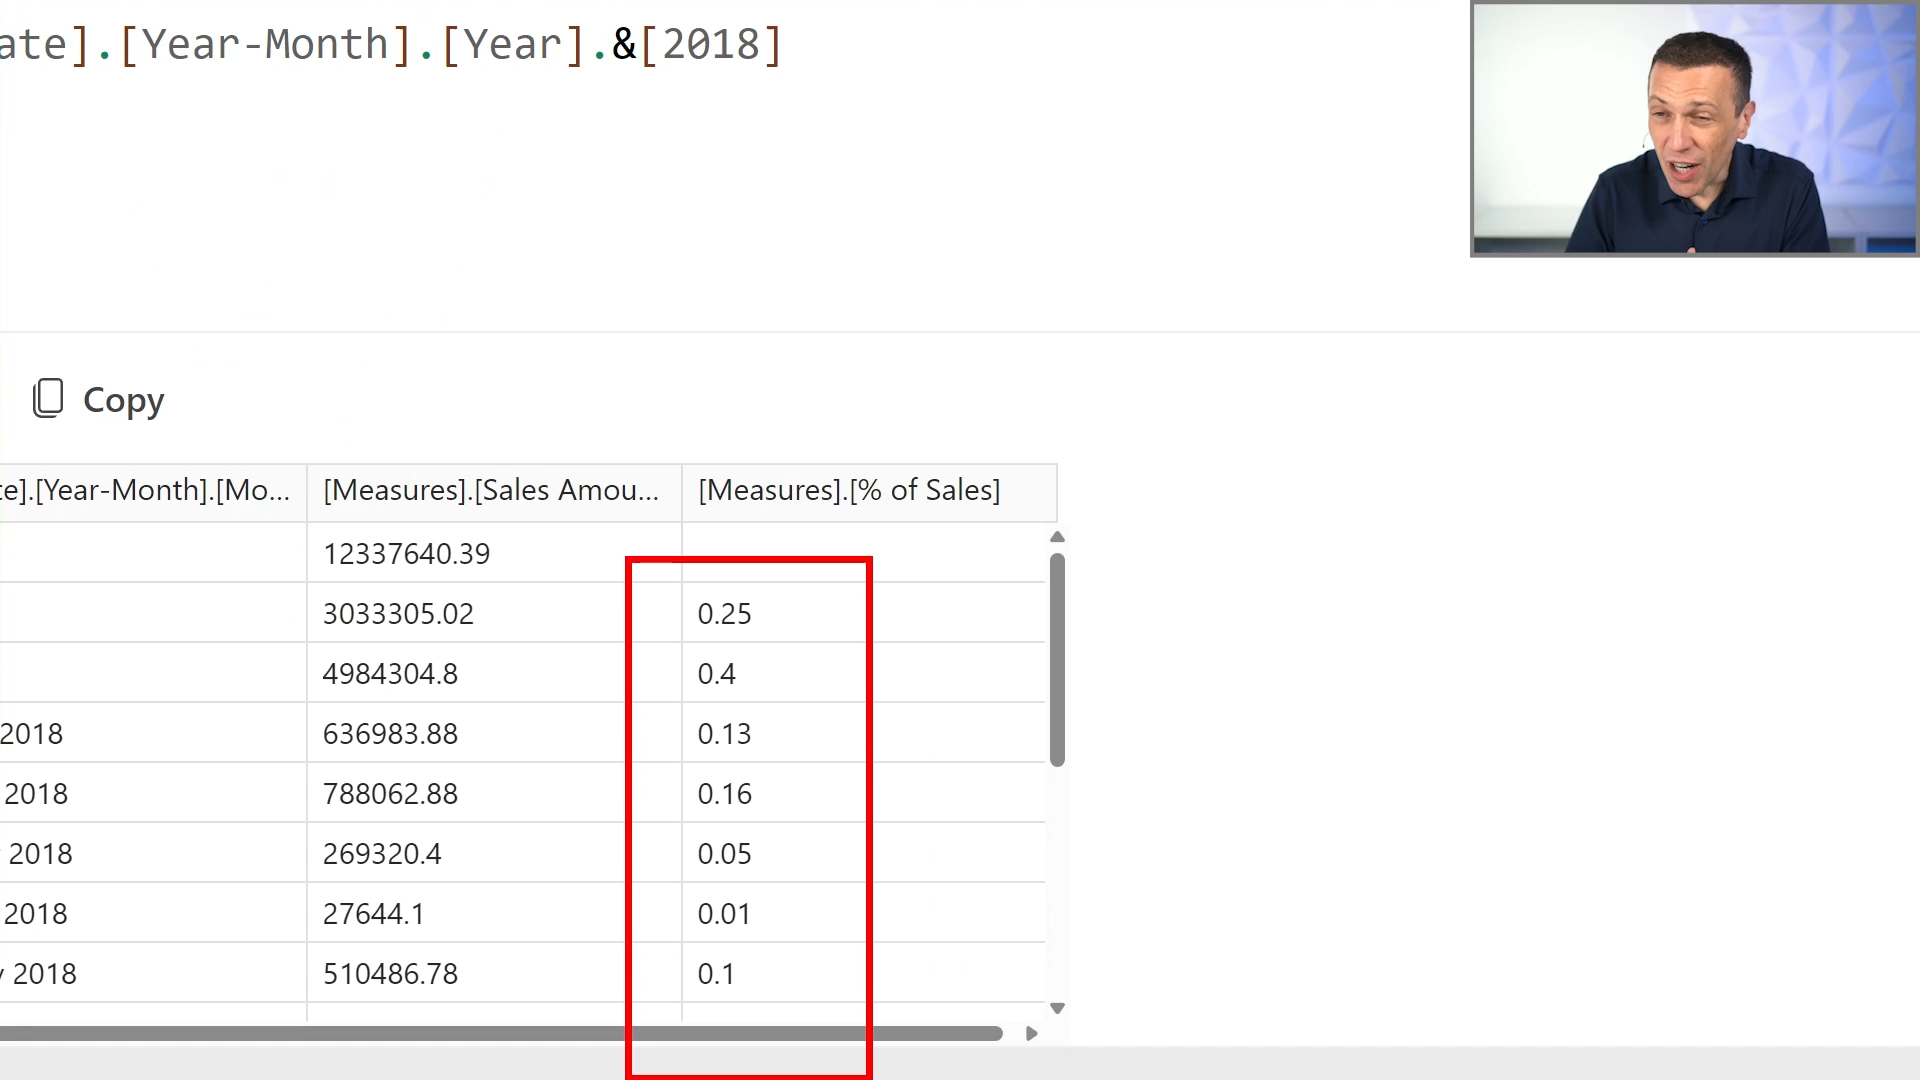 ate].[Year-Month].[Year].&[2018]
Copy
te].[Year-Month].[Mo... [Measures].[Sales Amou... [Measures].[% of Sales]
12337640.39
3033305.02 0.25
4984304.8 0.4
2018 636983.88 0.13
2018 788062.88 0.16
2018 269320.4 0.05
2018 27644.1 0.01
y 2018 510486.78 0.1